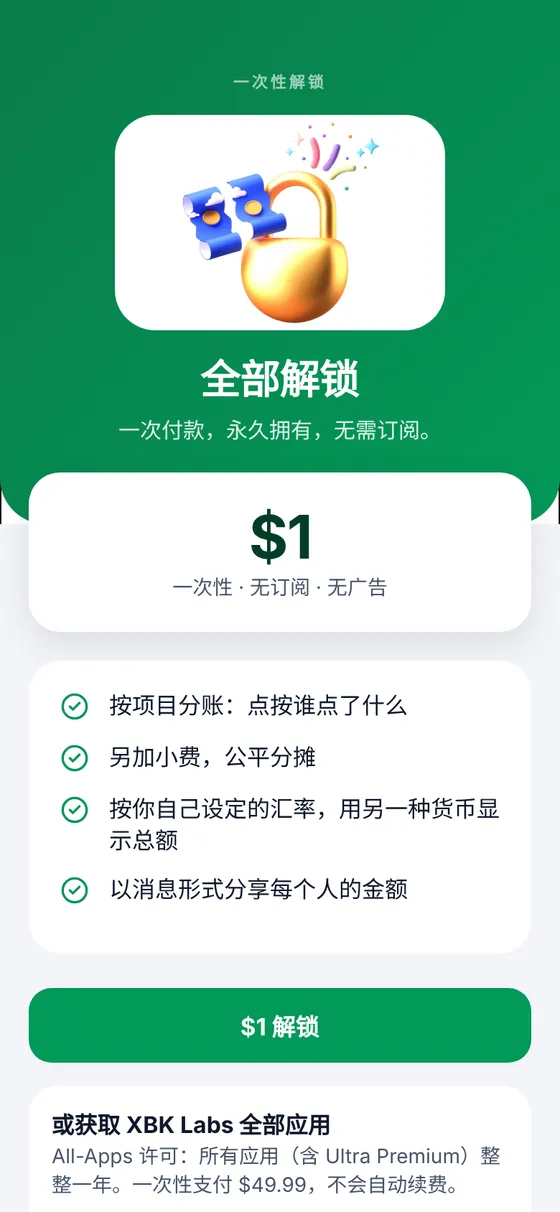 一次性解锁
全部解锁
一次付款，永久拥有，无需订阅。
$1
一次性 · 无订阅 · 无广告
按项目分账：点按谁点了什么
另加小费，公平分摊
按你自己设定的汇率，用另一种货币显
示总额
以消息形式分享每个人的金额
$1 解锁
或获取 XBK Labs 全部应用
All-Apps 许可：所有应用（含 Ultra Premium）整
整一年。一次性支付 $49.99，不会自动续费。